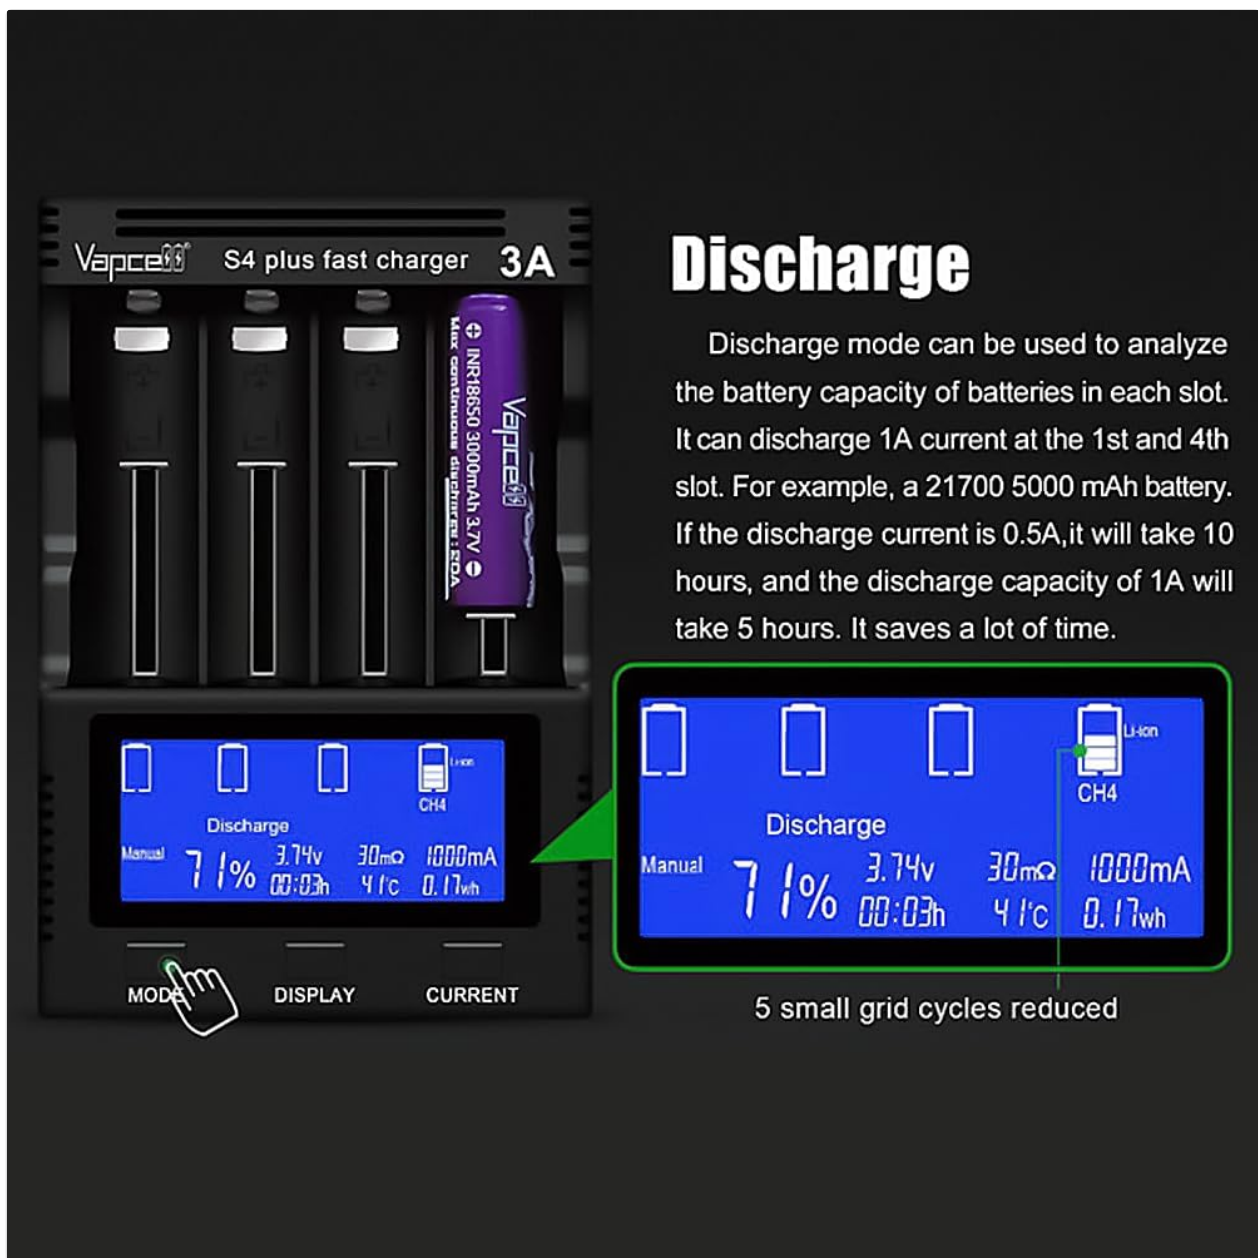 Vapcell® S4 plus fast charger 3A
INR18650 3000mAh 3.7V
Max continuous discharge: 20A
Vapcell
Li-ion
CH4
Discharge
Manual 71% 3.74v 30mΩ 1000mA
00:03h 41°C 0.17wh
MODE DISPLAY CURRENT
Discharge
Discharge mode can be used to analyze
the battery capacity of batteries in each slot.
It can discharge 1A current at the 1st and 4th
slot. For example, a 21700 5000 mAh battery.
If the discharge current is 0.5A,it will take 10
hours, and the discharge capacity of 1A will
take 5 hours. It saves a lot of time.
Li-ion
CH4
Discharge
Manual 71% 3.74v 30mΩ 1000mA
00:03h 41°C 0.17wh
5 small grid cycles reduced